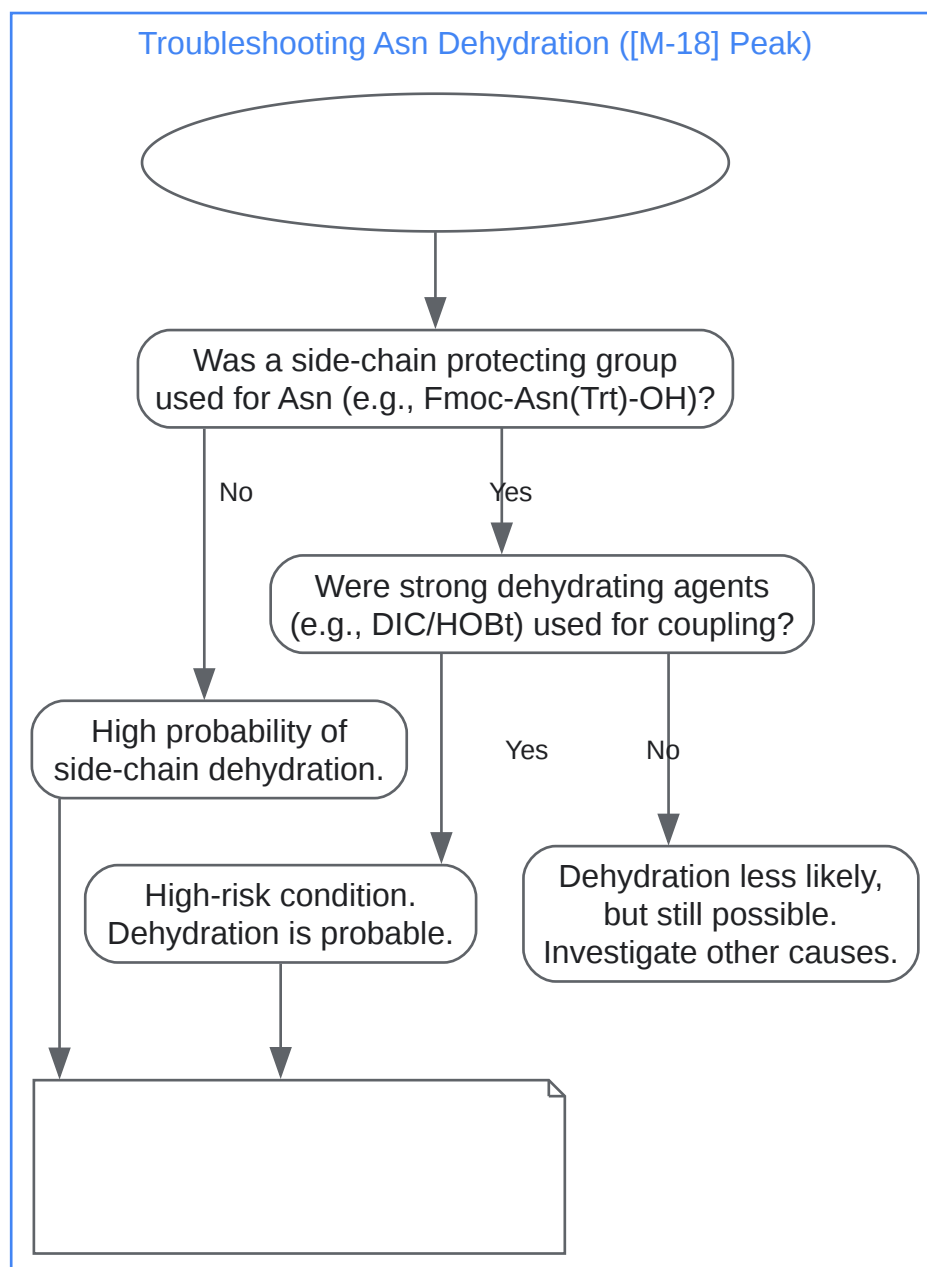 Troubleshooting Asn Dehydration ([M-18] Peak)
Was a side-chain protecting group
used for Asn (e.g., Fmoc-Asn(Trt)-OH)?
No
Yes
Were strong dehydrating agents
(e.g., DIC/HOBt) used for coupling?
High probability of
side-chain dehydration.
Yes
No
High-risk condition.
Dehydration is probable.
Dehydration less likely,
but still possible.
Investigate other causes.